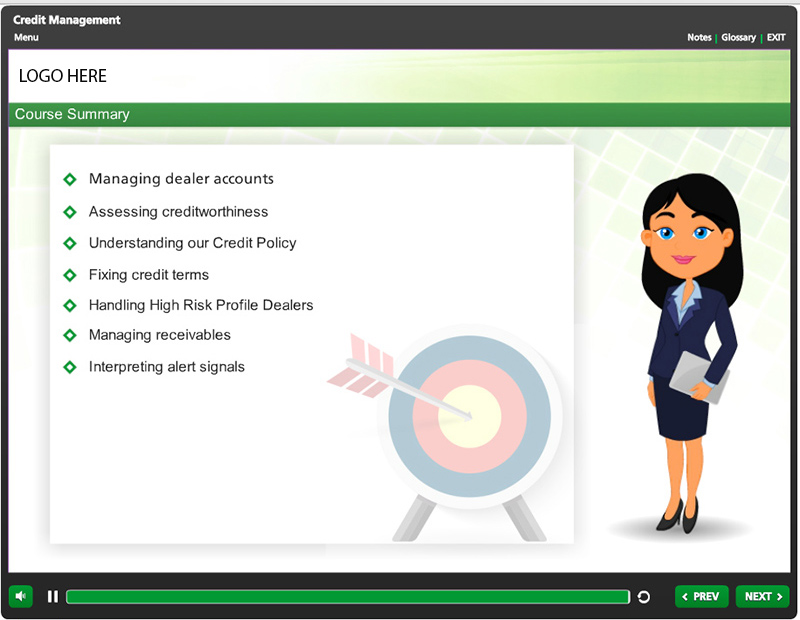 Credit Management
Menu
Notes | Glossary | EXIT
LOGO HERE
Course Summary
Managing dealer accounts
Assessing creditworthiness
Understanding our Credit Policy
Fixing credit terms
Handling High Risk Profile Dealers
Managing receivables
Interpreting alert signals
PREV
NEXT